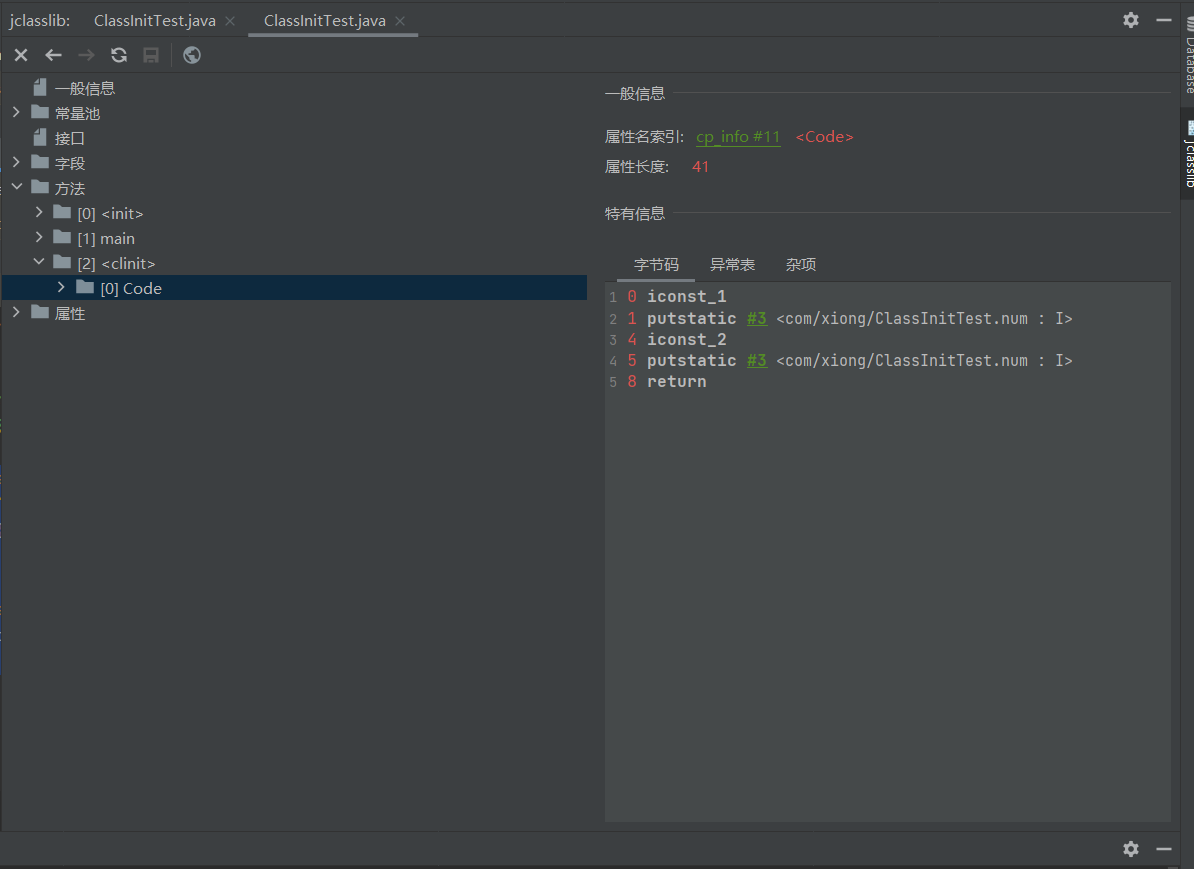 jclasslib: ClassInitTest.java ClassInitTest.java
Database
jclasslib
一般信息
常量池
接口
字段
方法
[0] <init>
[1] main
[2] <clinit>
[0] Code
属性
一般信息
属性名索引: cp_info #11 <Code>
属性长度: 41
特有信息
字节码 异常表 杂项
1 0 iconst_1
2 1 putstatic #3 <com/xiong/ClassInitTest.num : I>
3 4 iconst_2
4 5 putstatic #3 <com/xiong/ClassInitTest.num : I>
5 8 return